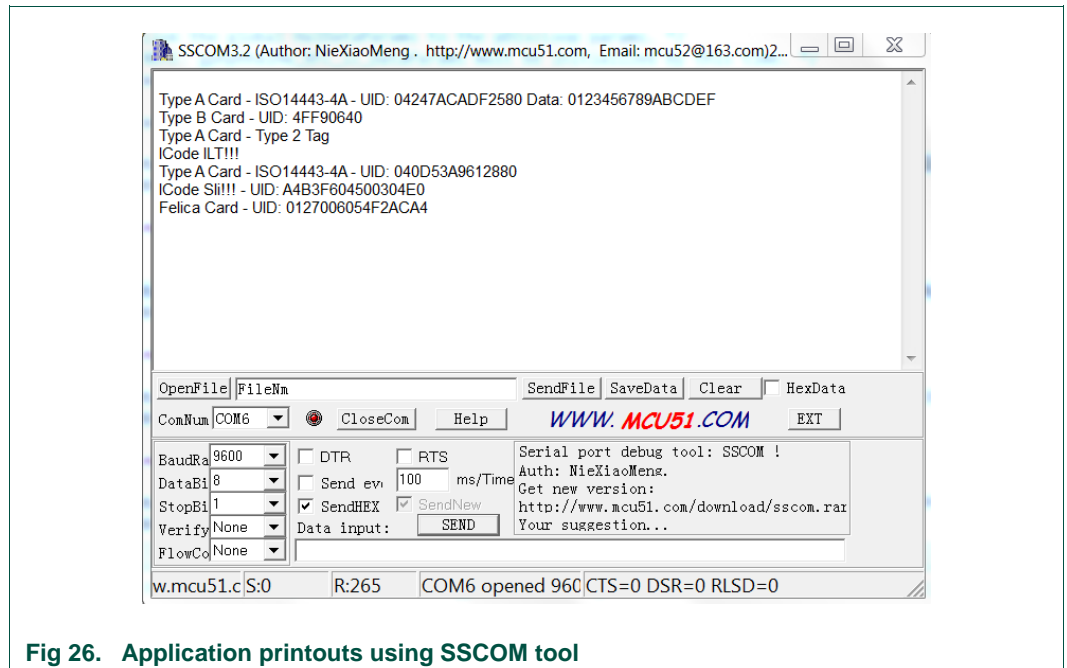 SSCOM3.2 (Author: NieXiaoMeng . http://www.mcu51.com, Email: mcu52@163.com)2...
Type A Card - ISO14443-4A - UID: 04247ACADF2580 Data: 0123456789ABCDEF
Type B Card - UID: 4FF90640
Type A Card - Type 2 Tag
ICode ILT!!!
Type A Card - ISO14443-4A - UID: 040D53A9612880
ICode Sli!!! - UID: A4B3F604500304E0
Felica Card - UID: 0127006054F2ACA4
OpenFile FileNm SendFile SaveData Clear HexData
ComNum COM6 CloseCom Help WWW. MCU51.COM EXT
BaudRa 9600 DTR RTS
DataBi 8 Send ev 100 ms/Time
StopBi 1 SendHEX SendNew
Verify None Data input: SEND
FlowCo None
Serial port debug tool: SSCOM !
Auth: NieXiaoMeng.
Get new version:
http://www.mcu51.com/download/sscom.rar
Your suggestion...
w.mcu51.c S:0 R:265 COM6 opened 960 CTS=0 DSR=0 RLSD=0
Fig 26. Application printouts using SSCOM tool